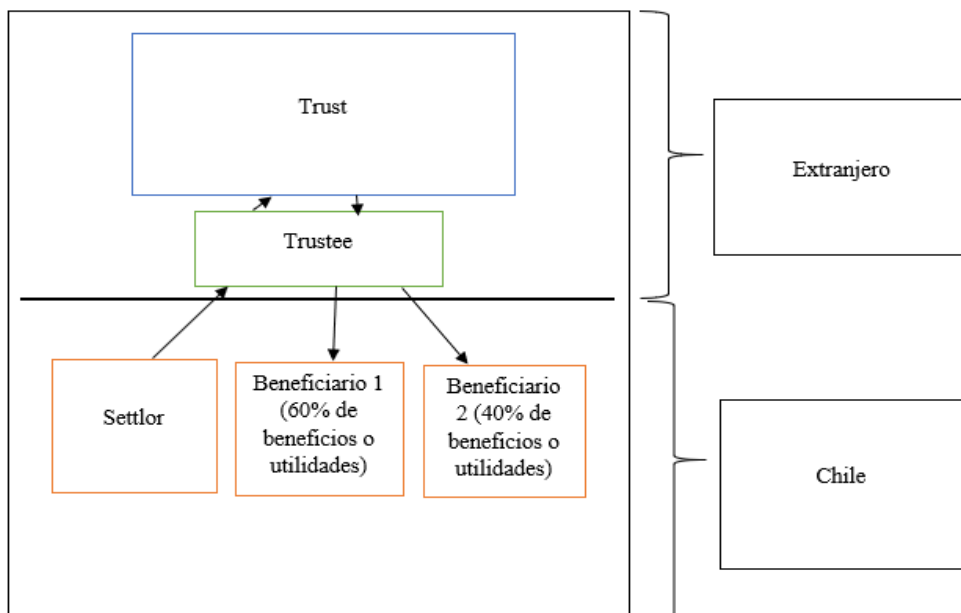 Trust
Extranjero
Trustee
Settlor
Beneficiario 1
(60% de
beneficios o
utilidades)
Beneficiario
2 (40% de
beneficios o
utilidades)
Chile